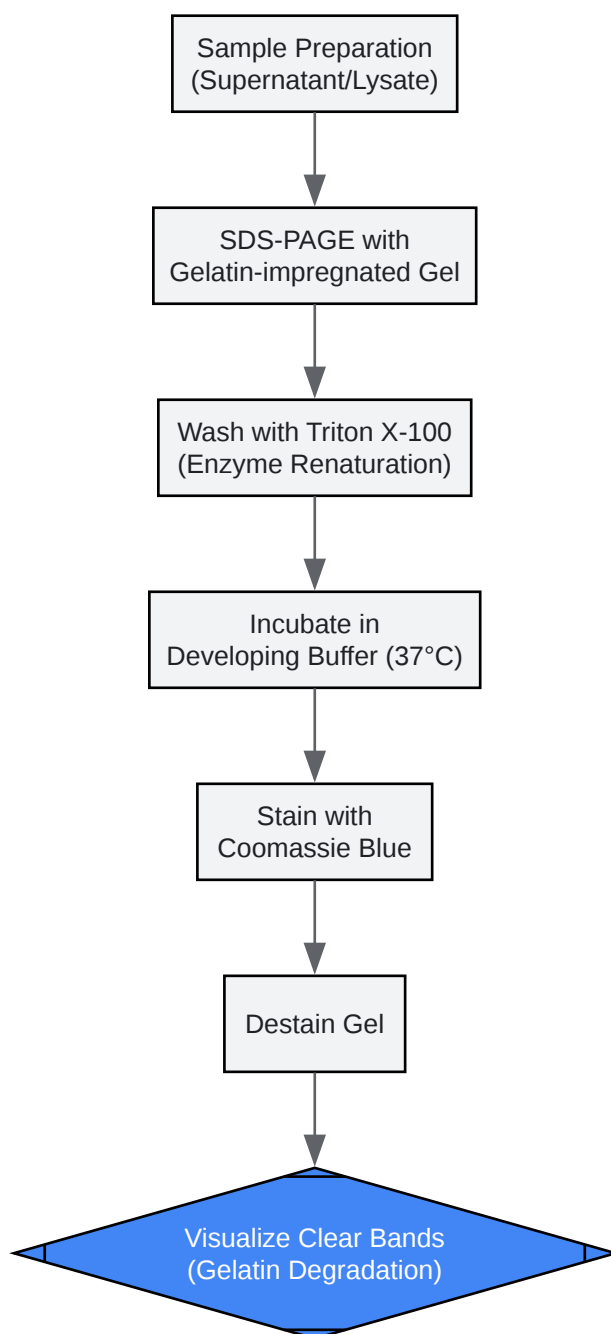 Sample Preparation
(Supernatant/Lysate)
SDS-PAGE with
Gelatin-impregnated Gel
Wash with Triton X-100
(Enzyme Renaturation)
Incubate in
Developing Buffer (37°C)
Stain with
Coomassie Blue
Destain Gel
Visualize Clear Bands
(Gelatin Degradation)